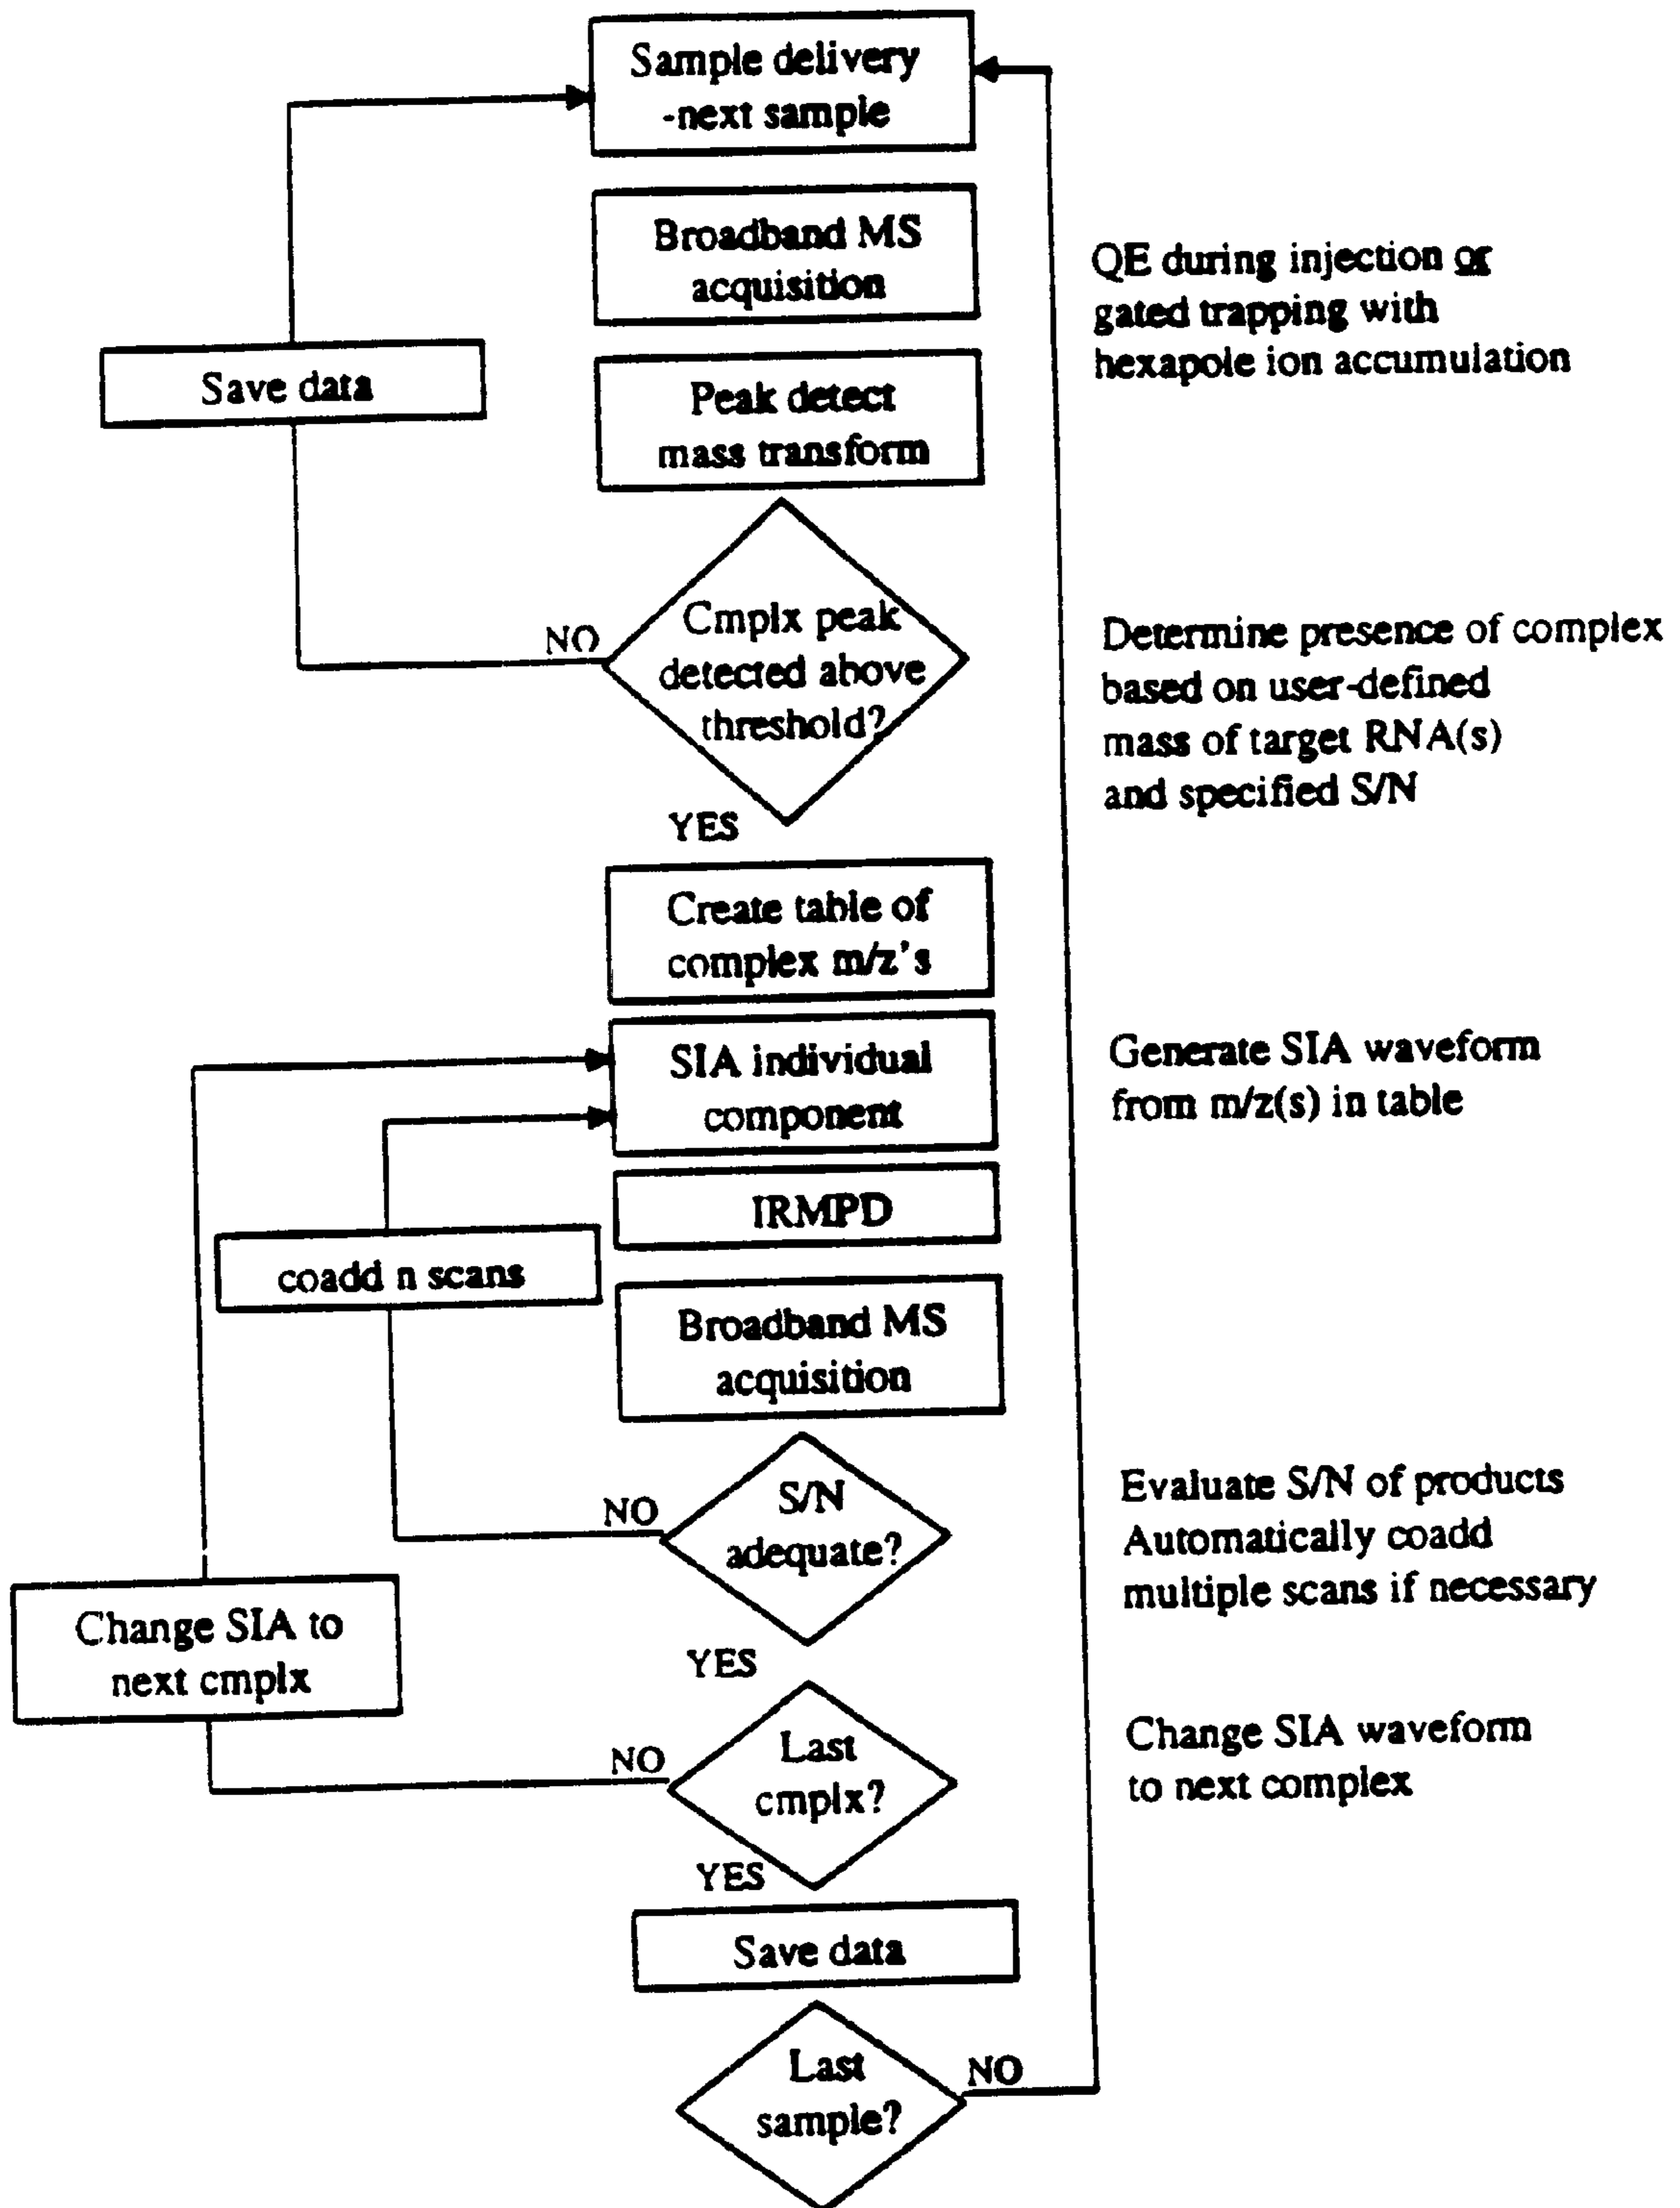 Sample delivery
-next sample
Broadband MS
acquisition
QE during injection or
gated trapping with
hexapole ion accumulation
Save data
Peak detect
mass transform
NO
Cmplx peak
detected above
threshold?
Determine presence of complex
based on user-defined
mass of target RNA(s)
and specified S/N
YES
Create table of
complex m/z's
SIA individual
component
Generate SIA waveform
from m/z(s) in table
IRMPD
coadd n scans
Broadband MS
acquisition
NO
S/N
adequate?
Evaluate S/N of products
Automatically coadd
multiple scans if necessary
Change SIA to
next cmplx
YES
NO
Last
cmplx?
Change SIA waveform
to next complex
YES
Save data
Last
sample?
NO